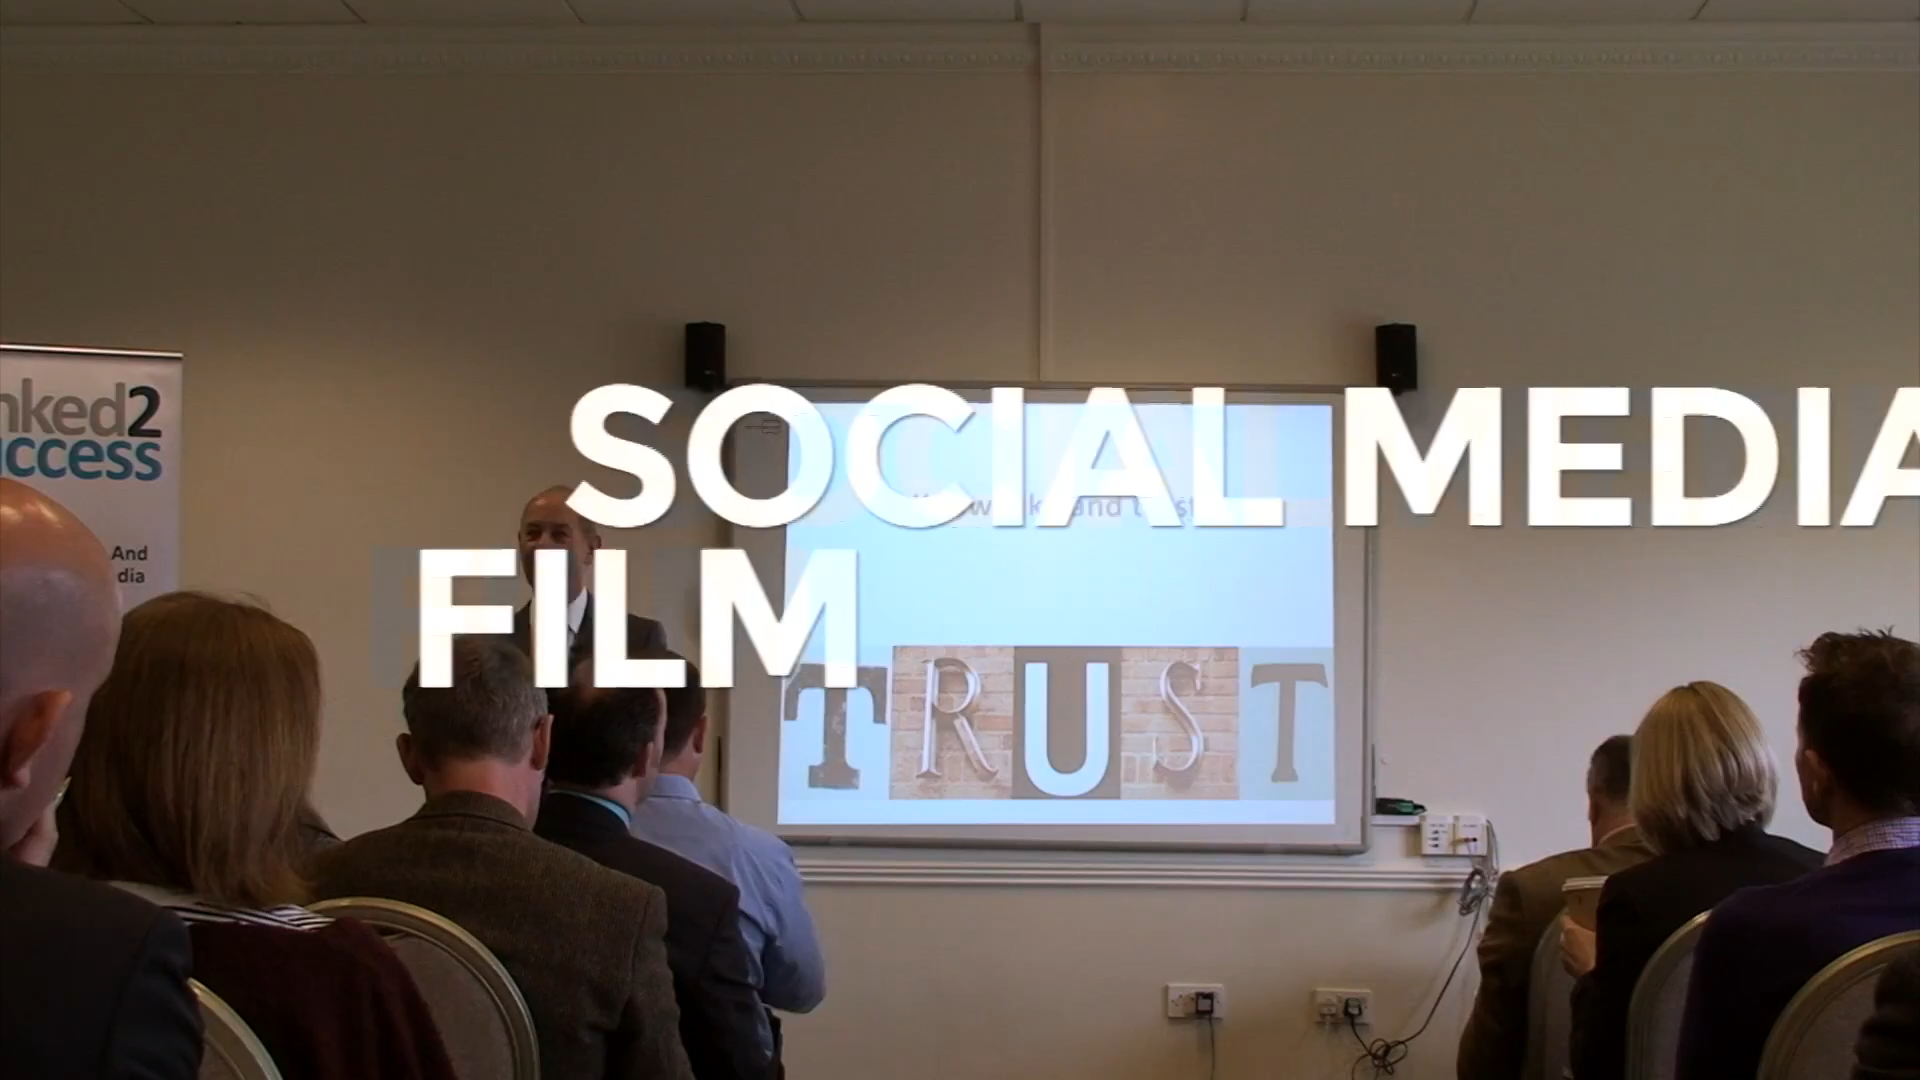 nked2
uccess
And
dia
SOCIAL MEDIA
FILM
TRUST